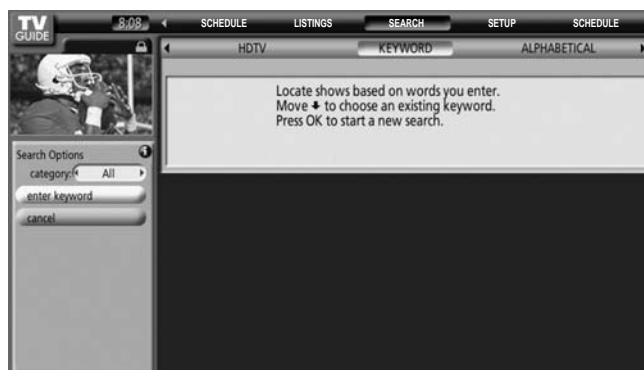 TV
GUIDE
8:08
SCHEDULE LISTINGS SEARCH SETUP SCHEDULE
HDTV KEYWORD ALPHABETICAL
Locate shows based on words you enter.
Move ↓ to choose an existing keyword.
Press OK to start a new search.
Search Options
category: All
enter keyword
cancel